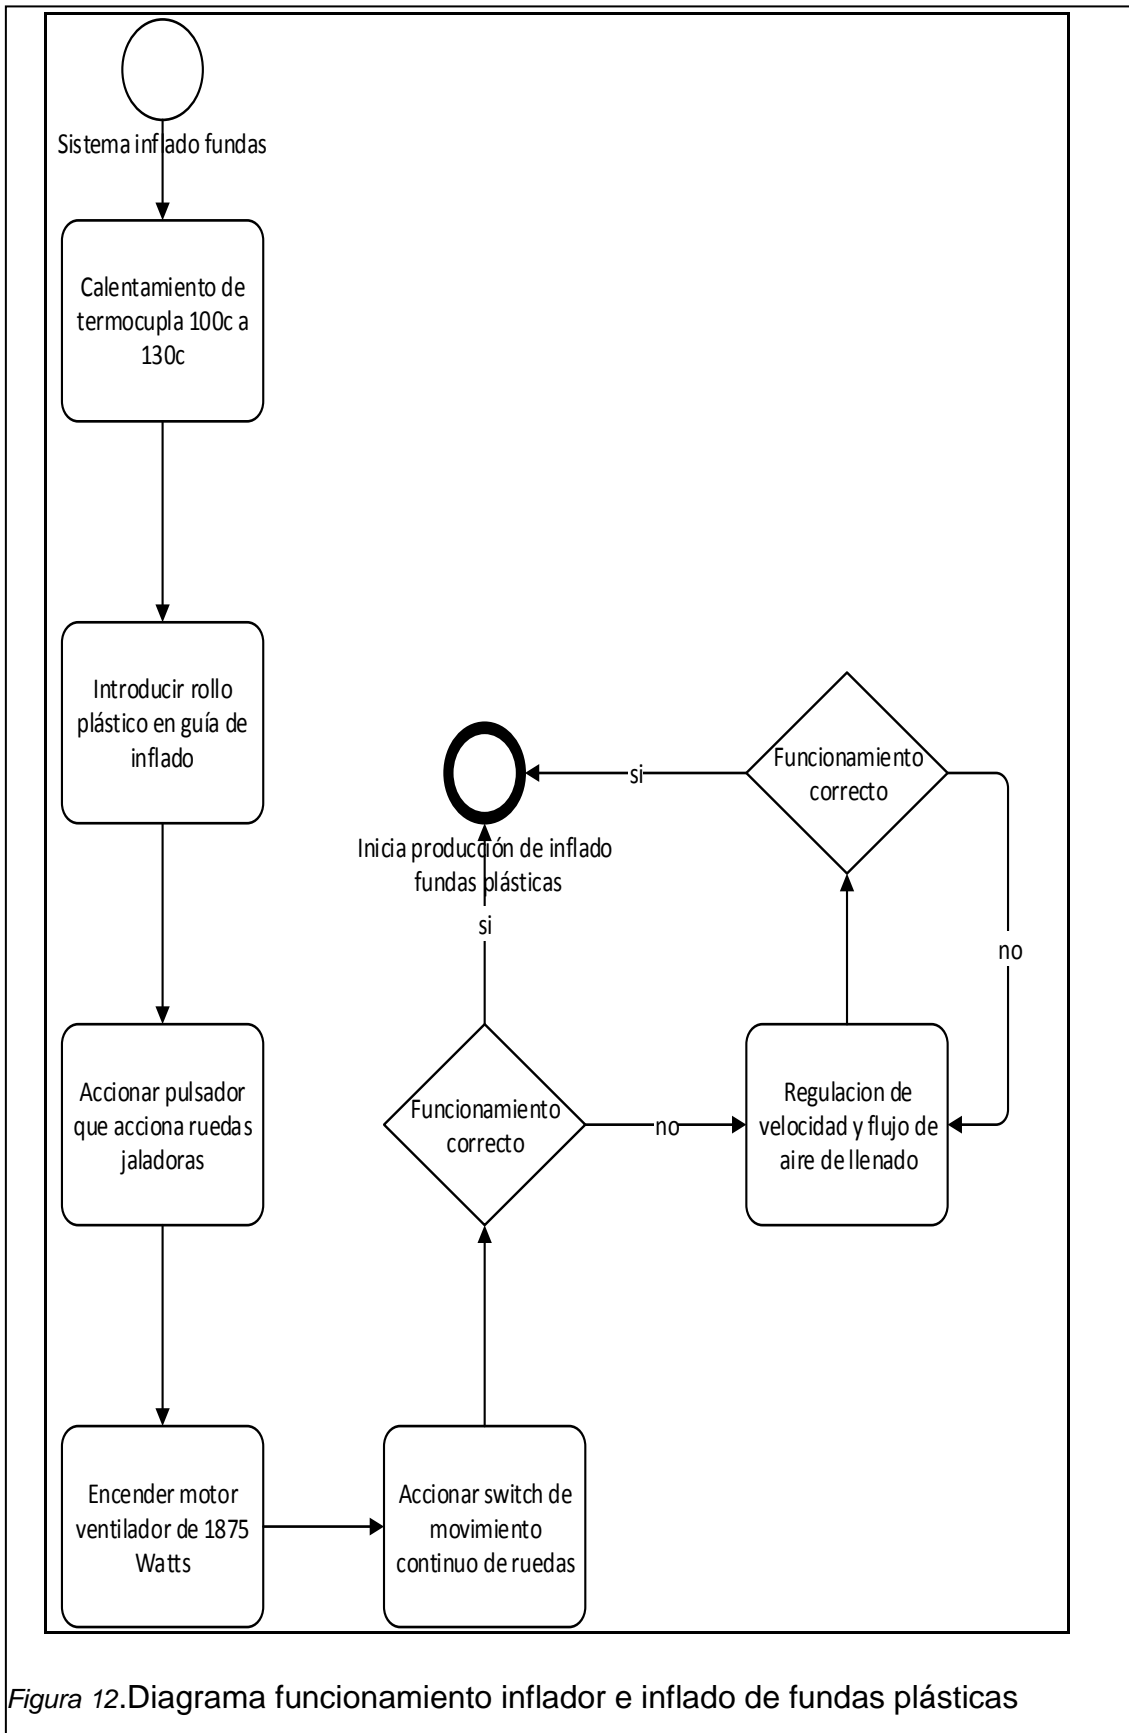 Sistema inflado fundas
Calentamiento de
termocupla 100c a
130c
Introducir rollo
plástico en guía de
inflado
Accionar pulsador
que acciona ruedas
jaladoras
Encender motor
ventilador de 1875
Watts
Accionar switch de
movimiento
continuo de ruedas
Funcionamiento
correcto
si
no
Inicia producción de inflado
fundas plásticas
Regulacion de
velocidad y flujo de
aire de llenado
Funcionamiento
correcto
si
no
Figura 12.Diagrama funcionamiento inflador e inflado de fundas plásticas